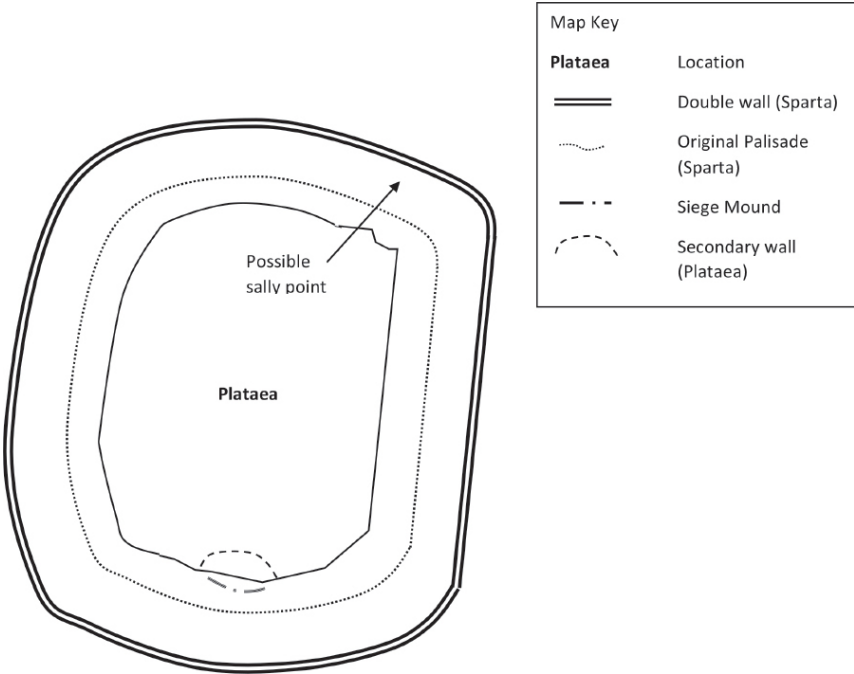 Map Key
Plataea Location
Double wall (Sparta)
Original Palisade
(Sparta)
Siege Mound
Secondary wall
(Plataea)
Possible
sally point
Plataea